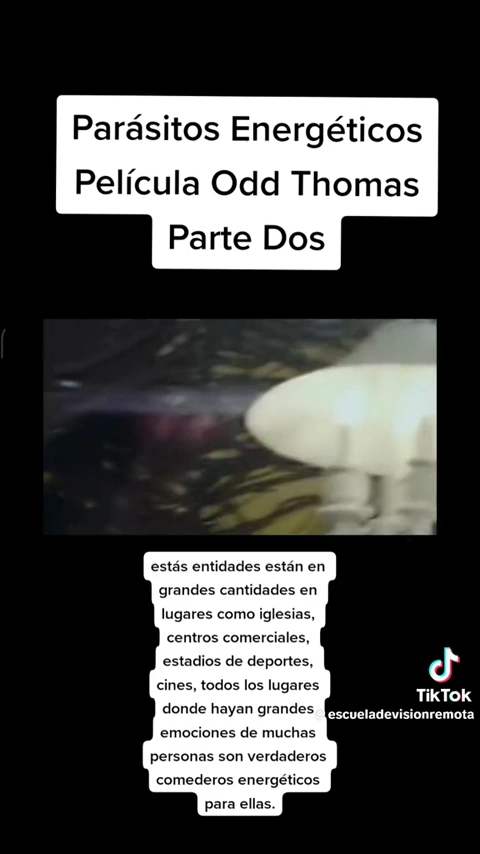 Parásitos Energéticos
Película Odd Thomas
Parte Dos
estás entidades están en
grandes cantidades en
lugares como iglesias,
centros comerciales,
estadios de deportes,
cines, todos los lugares
donde hayan grandes
emociones de muchas
personas son verdaderos
comederos energéticos
para ellas.
TikTok
escueladevisionremota